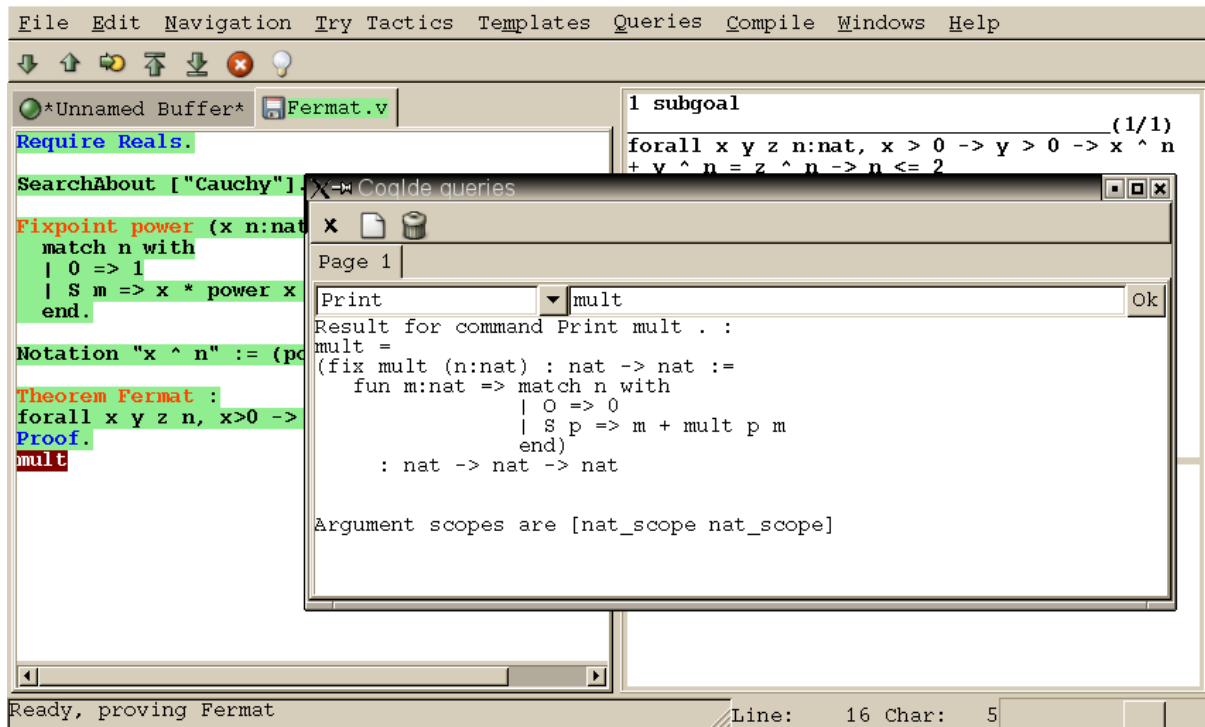 File Edit Navigation Try Tactics Templates Queries Compile Windows Help
*Unnamed Buffer* Fermat.v
Require Reals.
SearchAbout ["Cauchy"].
Fixpoint power (x n:nat
match n with
| O => 1
| S m => x * power x
end.
Notation "x ^ n" := (po
Theorem Fermat :
forall x y z n, x>0 ->
Proof.
mult
1 subgoal
(1/1)
forall x y z n:nat, x > 0 -> y > 0 -> x ^ n
+ y ^ n = z ^ n -> n <= 2
CoqIde queries
Page 1
Print mult Ok
Result for command Print mult . :
mult =
(fix mult (n:nat) : nat -> nat :=
fun m:nat => match n with
| O => 0
| S p => m + mult p m
end)
: nat -> nat -> nat
Argument scopes are [nat_scope nat_scope]
Ready, proving Fermat Line: 16 Char: 5